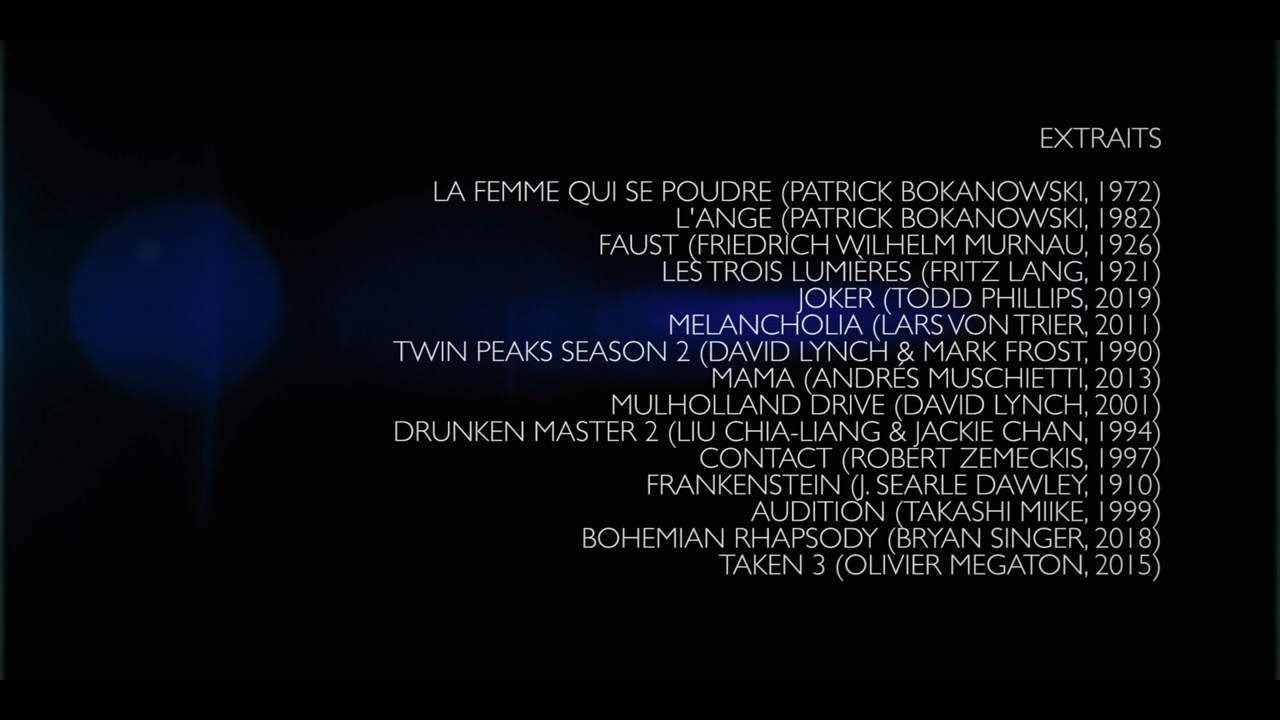 EXTRAITS
LA FEMME QUI SE POUDRE (PATRICK BOKANOWSKI, 1972)
L'ANGE (PATRICK BOKANOWSKI, 1982)
FAUST (FRIEDRICH WILHELM MURNAU, 1926)
LES TROIS LUMIÈRES (FRITZ LANG, 1921)
JOKER (TODD PHILLIPS, 2019)
MELANCHOLIA (LARS VON TRIER, 2011)
TWIN PEAKS SEASON 2 (DAVID LYNCH & MARK FROST, 1990)
MAMA (ANDRÉS MUSCHIETTI, 2013)
MULHOLLAND DRIVE (DAVID LYNCH, 2001)
DRUNKEN MASTER 2 (LIU CHIA-LIANG & JACKIE CHAN, 1994)
CONTACT (ROBERT ZEMECKIS, 1997)
FRANKENSTEIN (J. SEARLE DAWLEY, 1910)
AUDITION (TAKASHI MIIKE, 1999)
BOHEMIAN RHAPSODY (BRYAN SINGER, 2018)
TAKEN 3 (OLIVIER MEGATON, 2015)